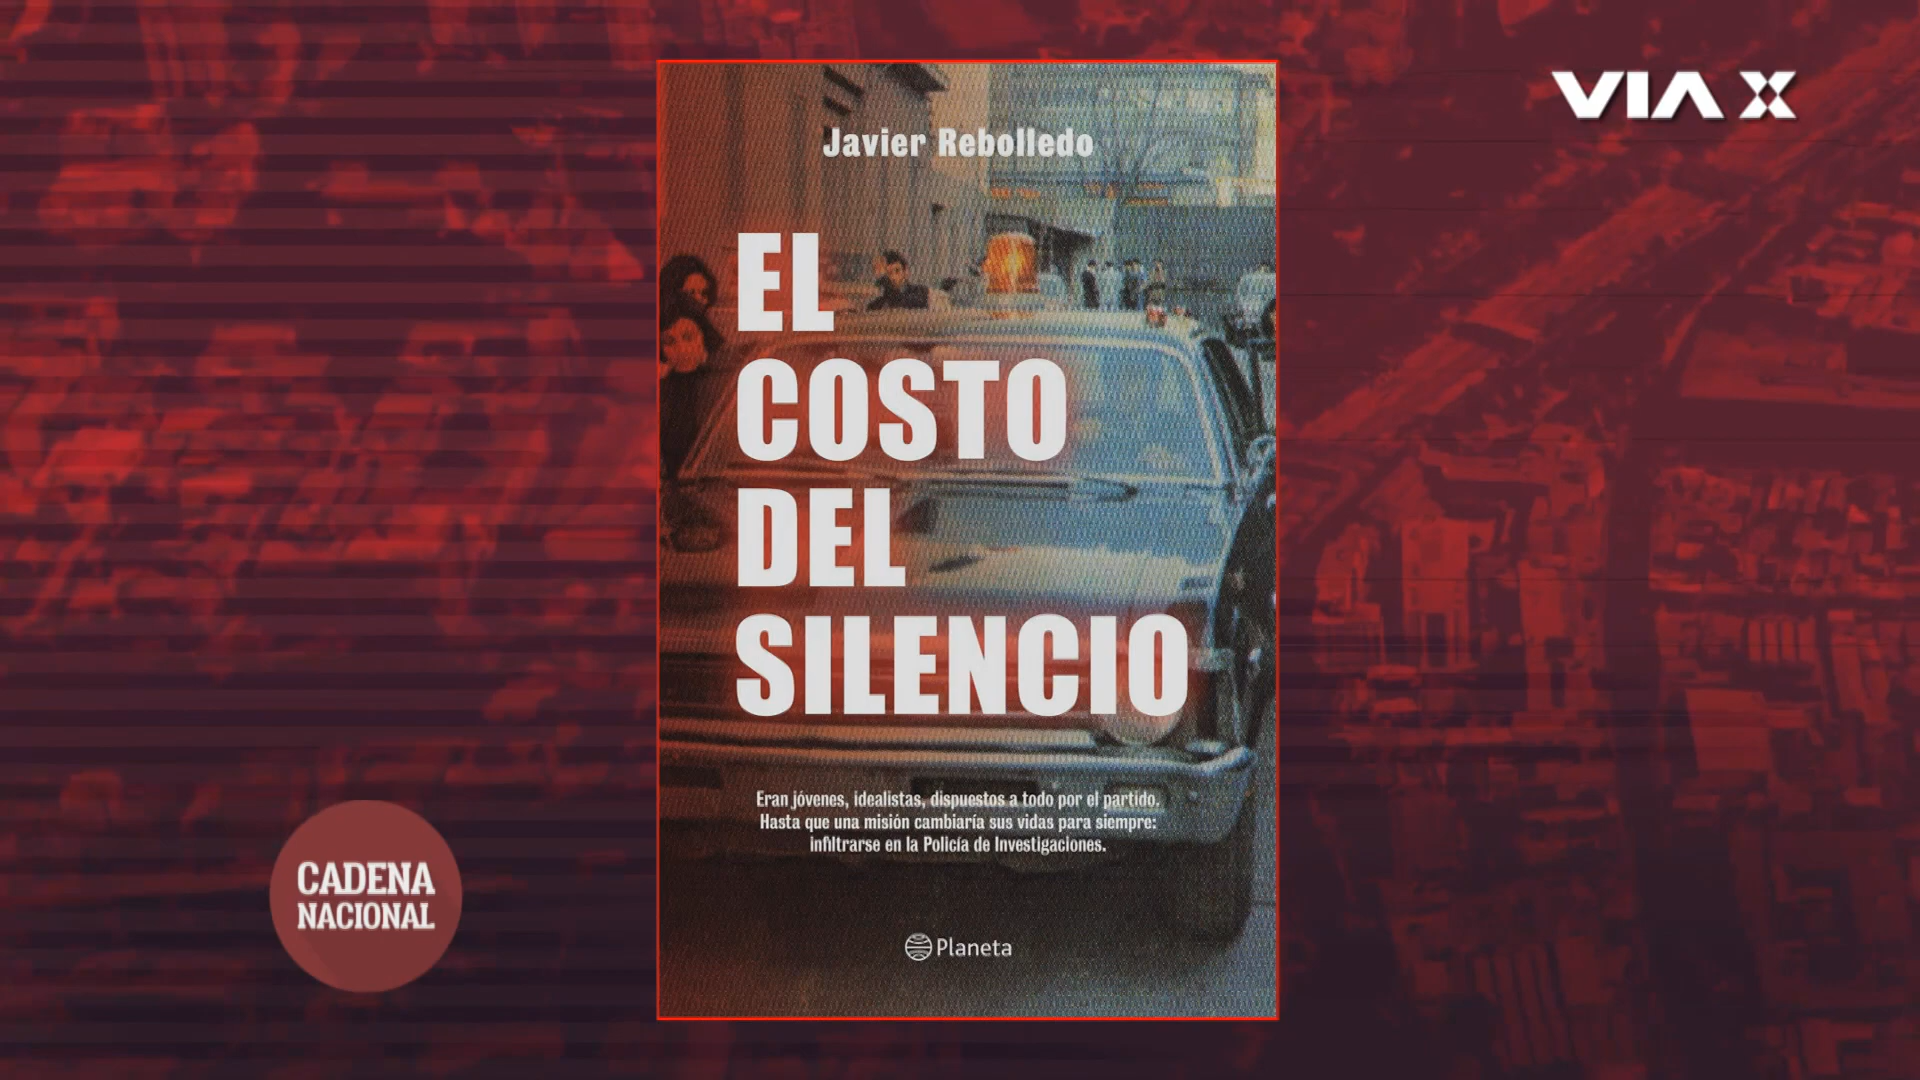 VIA X
Javier Rebolledo
EL
COSTO
DEL
SILENCIO
Eran jóvenes, idealistas, dispuestos a todo por el partido.
Hasta que una misión cambiaría sus vidas para siempre:
infiltrarse en la Policía de Investigaciones.
Planeta
CADENA
NACIONAL